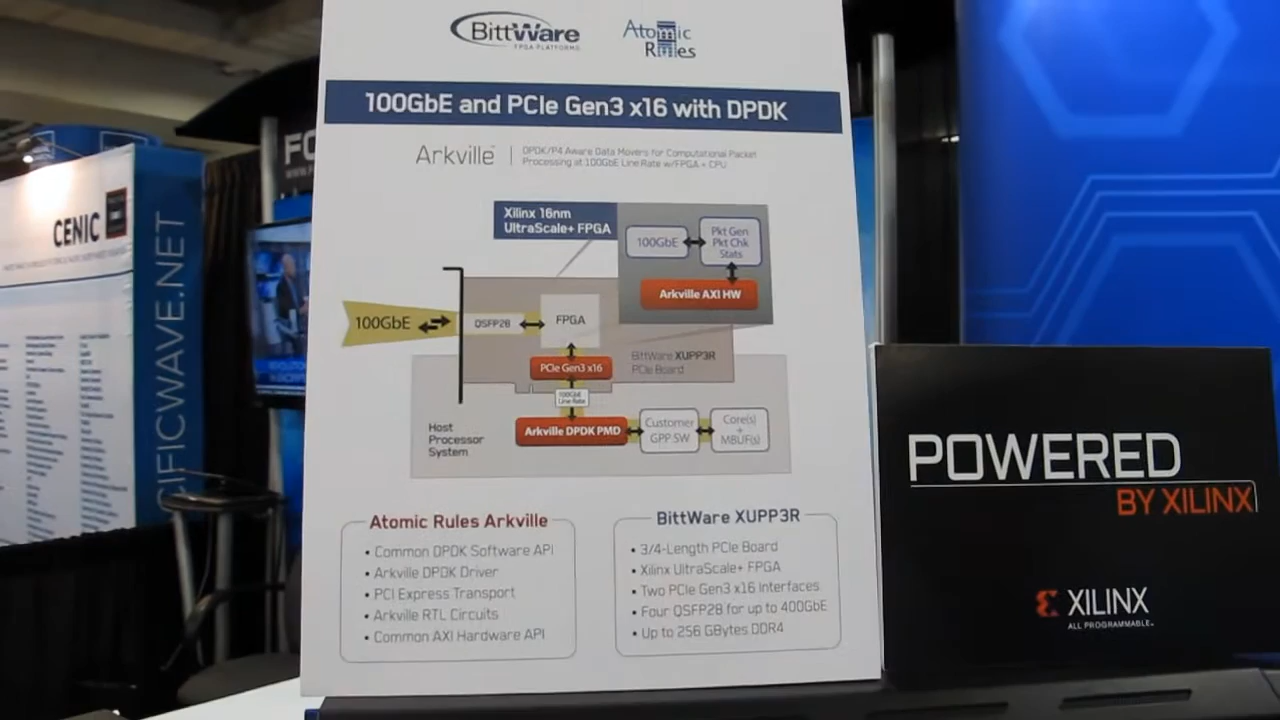 BittWare
FPGA PLATFORMS
Atomic
Rules
100GbE and PCIe Gen3 x16 with DPDK
Arkville™
DPDK/P4 Aware Data Movers for Computational Packet
Processing at 100GbE Line Rate w/FPGA + CPU
Xilinx 16nm
UltraScale+ FPGA
100GbE
Pkt Gen
Pkt Chk
Stats
Arkville AXI HW
100GbE
QSFP28
FPGA
PCIe Gen3 x16
BittWare XUPP3R
PCIe Board
100GbE
Line Rate
Host
Processor
System
Arkville DPDK PMD
Customer
GPP SW
Core(s)
+
MBUF(s)
Atomic Rules Arkville
• Common DPDK Software API
• Arkville DPDK Driver
• PCI Express Transport
• Arkville RTL Circuits
• Common AXI Hardware API
BittWare XUPP3R
• 3/4-Length PCIe Board
• Xilinx UltraScale+ FPGA
• Two PCIe Gen3 x16 Interfaces
• Four QSFP28 for up to 400GbE
• Up to 256 GBytes DDR4
POWERED
BY XILINX
XILINX
ALL PROGRAMMABLE™
CENIC
CIFICWAVE.NET